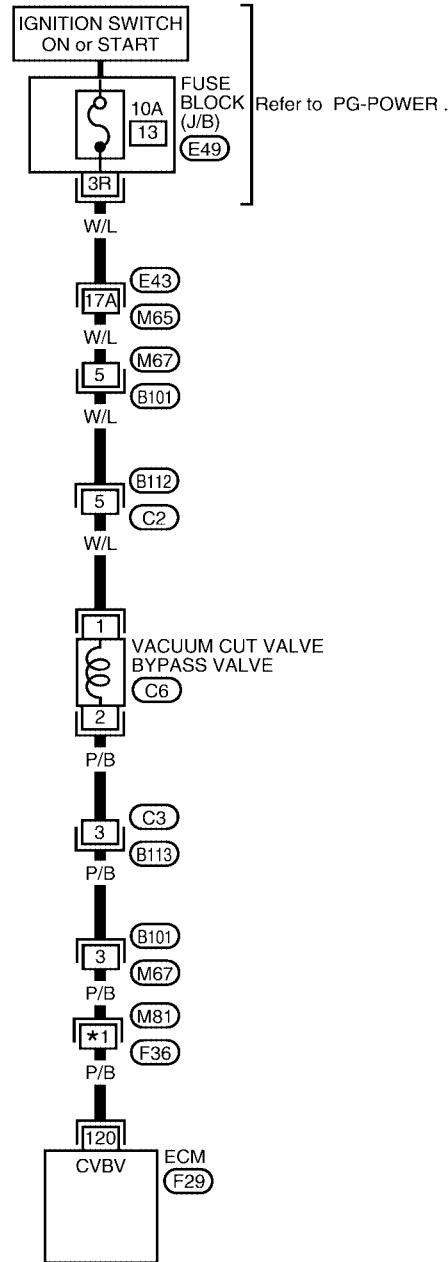 IGNITION SWITCH
ON or START
FUSE
BLOCK
(J/B)
10A
13
E49
Refer to PG-POWER .
3R
W/L
E43
17A
M65
W/L
M67
5
B101
W/L
B112
5
C2
W/L
1
VACUUM CUT VALVE
BYPASS VALVE
C6
2
P/B
C3
3
B113
P/B
B101
3
M67
P/B
M81
*1
F36
P/B
120
CVBV
ECM
F29